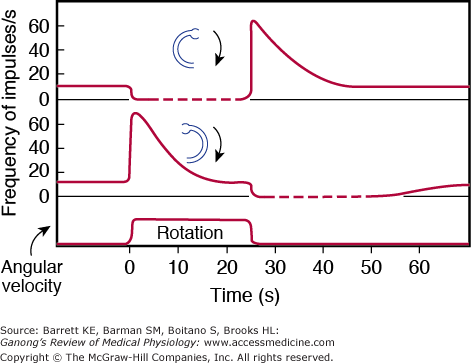 Frequency of impulses/s
60
40
20
0
60
40
20
0
Rotation
Angular
velocity
0 10 20 30 40 50 60
Time (s)
Source: Barrett KE, Barman SM, Boitano S, Brooks HL:
Ganong's Review of Medical Physiology: www.accessmedicine.com
Copyright © The McGraw-Hill Companies, Inc. All rights reserved.